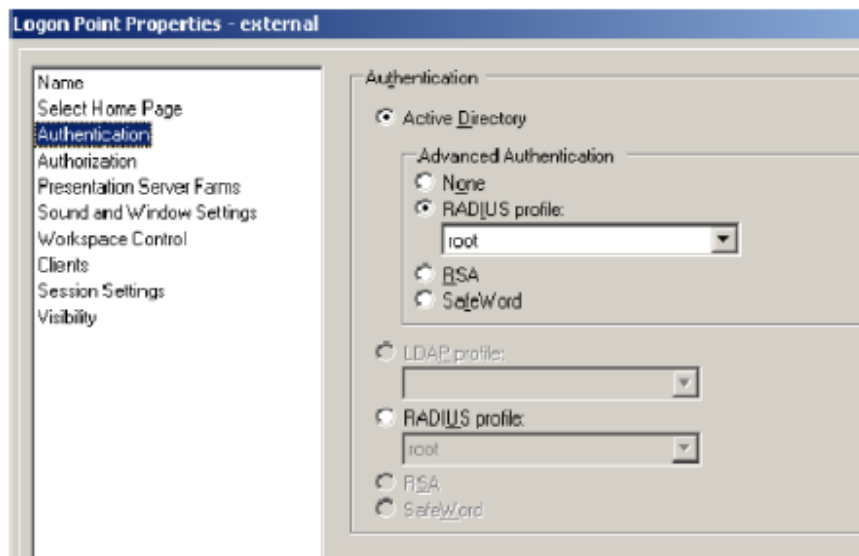 Logon Point Properties - external
Name
Select Home Page
Authentication
Authorization
Presentation Server Farms
Sound and Window Settings
Workspace Control
Clients
Session Settings
Visibility
Authentication
Active Directory
Advanced Authentication
None
RADIUS profile:
root
RSA
SafeWord
LDAP profile:
RADIUS profile:
root
RSA
SafeWord